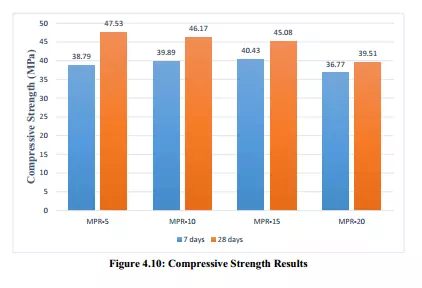 50
45
40
35
30
25
20
15
10
5
0
Compressive Strength (MPa)
38.79
47.53
39.89
46.17
40.43
45.08
36.77
39.51
MPR•5
MPR•10
MPR•15
MPR•20
7 days
28 days
Figure 4.10: Compressive Strength Results